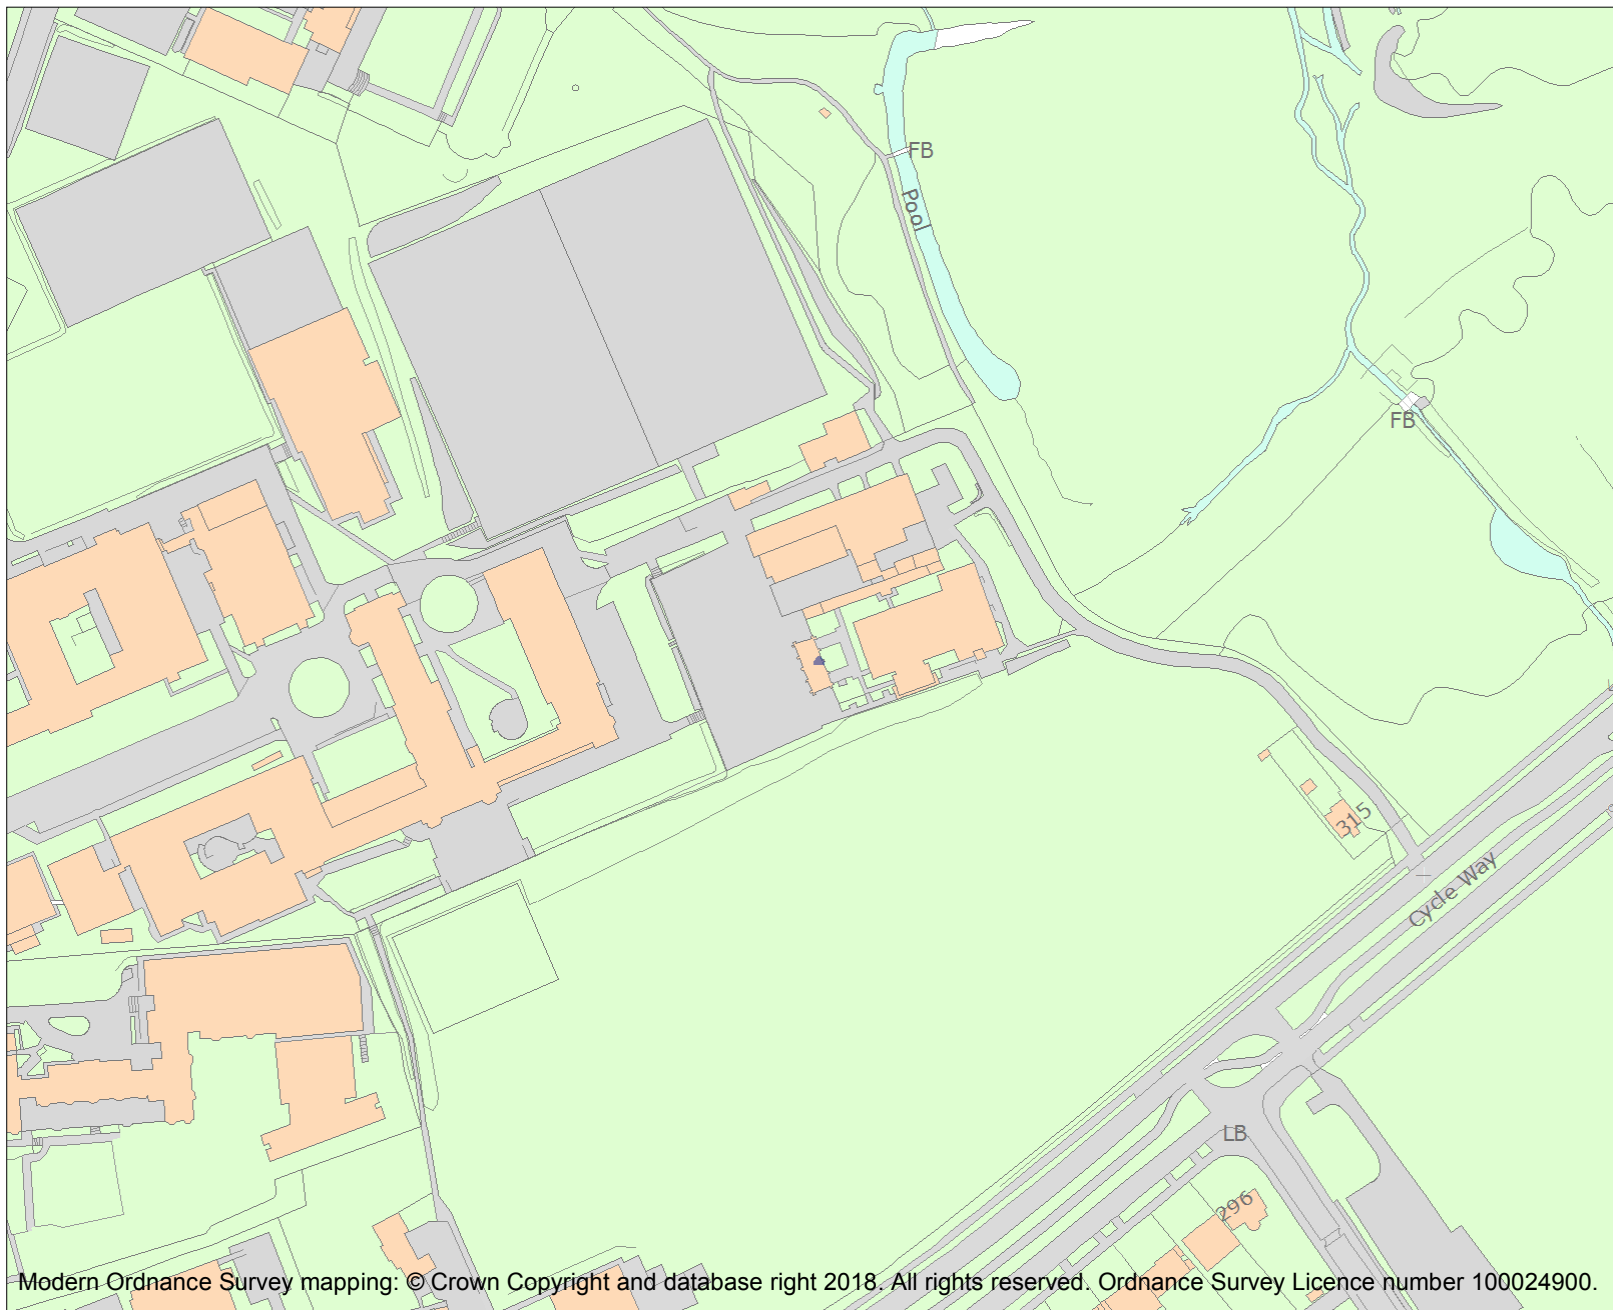 FB
Pool
FB
315
Cycle Way
LB
296
Modern Ordnance Survey mapping: © Crown Copyright and database right 2018. All rights reserved. Ordnance Survey Licence number 100024900.